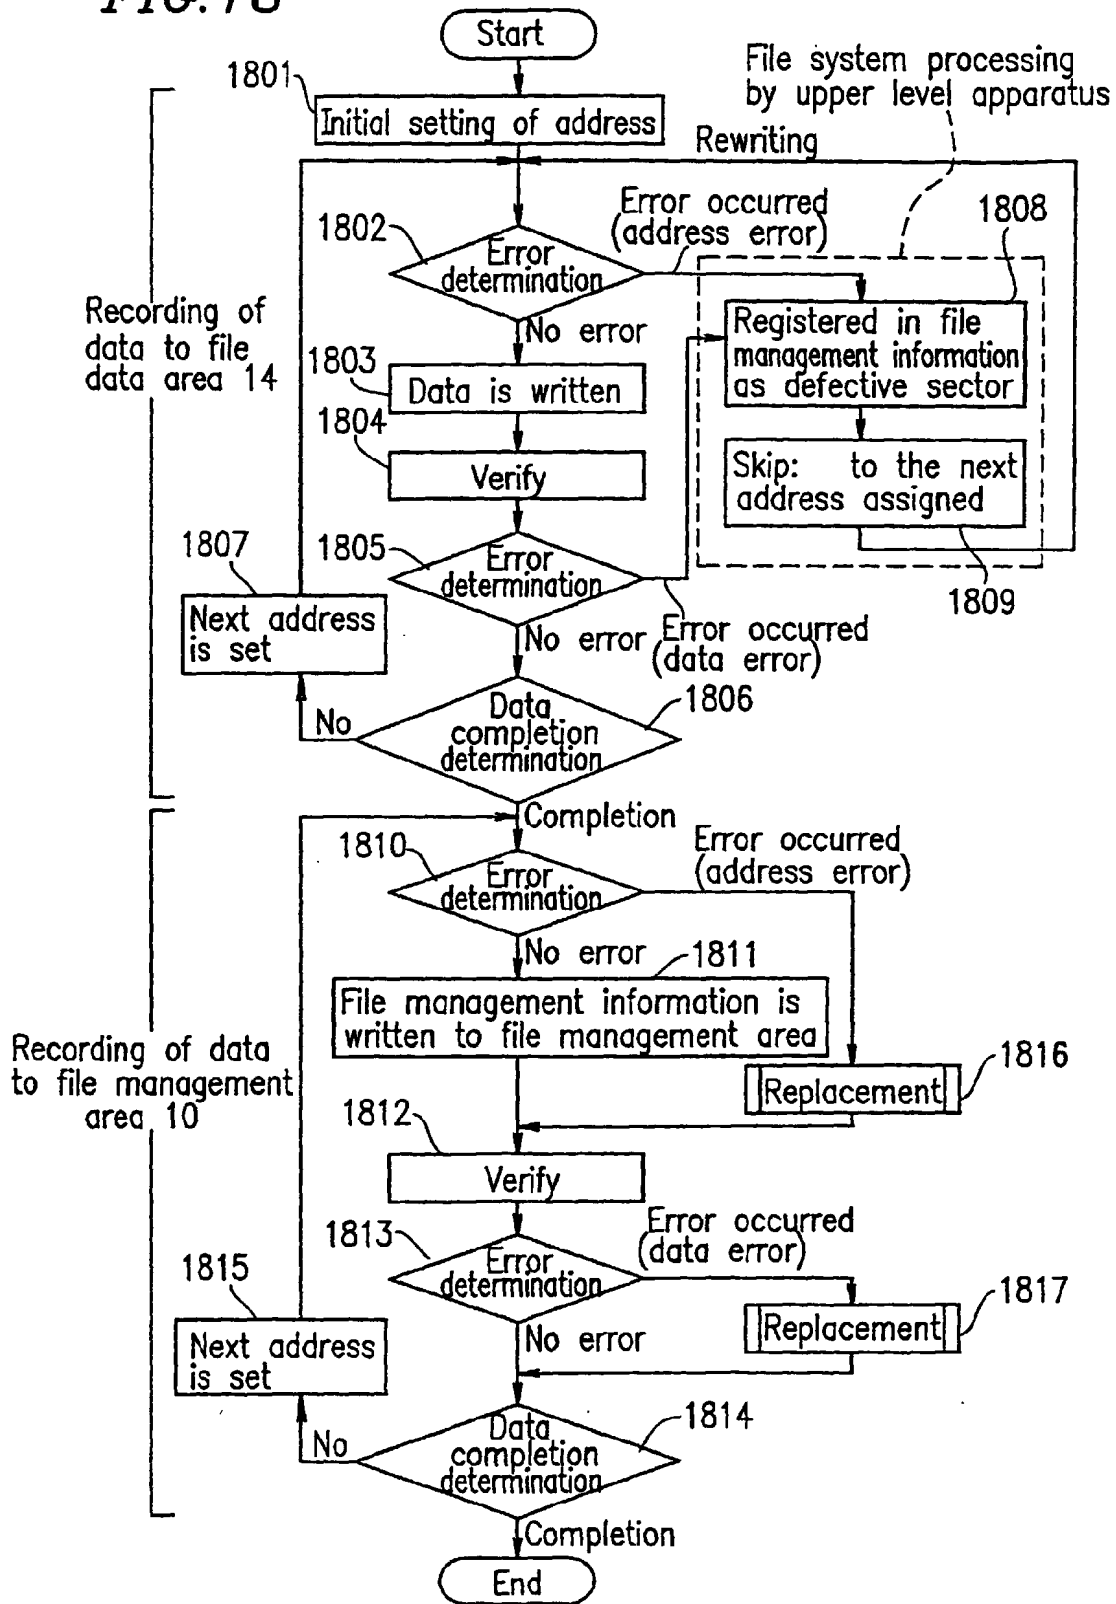 Start
1801
Initial setting of address
File system processing
by upper level apparatus
Rewriting
Recording of
data to file
data area 14
1802
Error
determination
Error occurred
(address error)
1808
No error
Registered in file
management information
as defective sector
1803
Data is written
1804
Verify
Skip: to the next
address assigned
1805
Error
determination
1807
Next address
is set
1809
No error
Error occurred
(data error)
1806
Data
completion
determination
No
Completion
Recording of data
to file management
area 10
1810
Error
determination
Error occurred
(address error)
No error
1811
File management information is
written to file management area
1816
Replacement
1812
Verify
1813
Error
determination
Error occurred
(data error)
1815
Next address
is set
1817
Replacement
No error
1814
Data
completion
determination
No
Completion
End